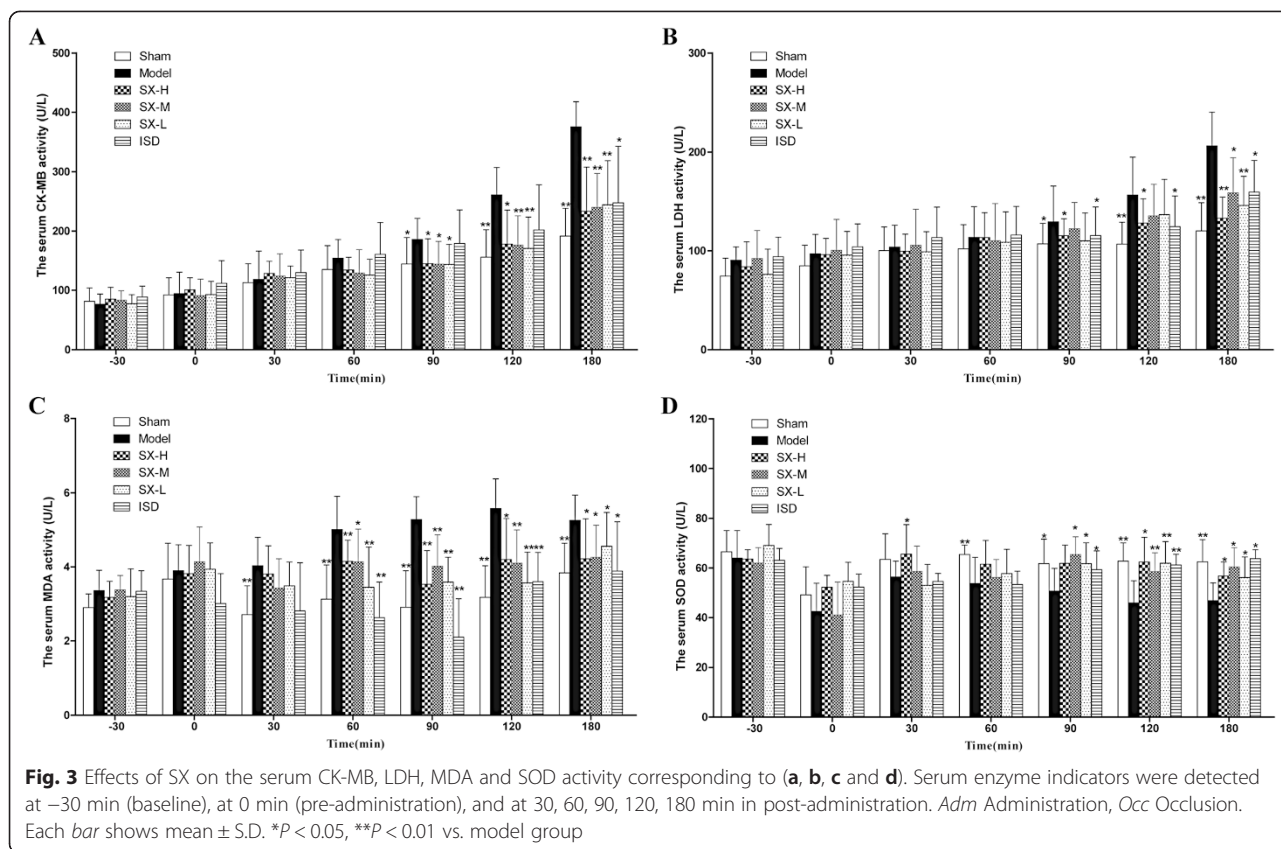 A
The serum CK-MB activity (U/L)
500
400
300
200
100
0
Sham
Model
SX-H
SX-M
SX-L
ISD
* * * *
** * ** **
** ** ** ** *
-30 0 30 60 90 120 180
Time(min)
B
The serum LDH activity (U/L)
300
200
100
0
Sham
Model
SX-H
SX-M
SX-L
ISD
* * *
** * *
** ** * ** *
-30 0 30 60 90 120 180
Time(min)
C
The serum MDA activity (U/L)
8
6
4
2
0
Sham
Model
SX-H
SX-M
SX-L
ISD
**
** ** * ** **
** ** ** ** **
** * ** ****
** * * * *
-30 0 30 60 90 120 180
Time(min)
D
The serum SOD activity (U/L)
120
100
80
60
40
20
0
Sham
Model
SX-H
SX-M
SX-L
ISD
*
**
* * * *
** * ** ** **
** * * * *
-30 0 30 60 90 120 180
Time(min)
Fig. 3 Effects of SX on the serum CK-MB, LDH, MDA and SOD activity corresponding to (a, b, c and d). Serum enzyme indicators were detected
at −30 min (baseline), at 0 min (pre-administration), and at 30, 60, 90, 120, 180 min in post-administration. Adm Administration, Occ Occlusion.
Each bar shows mean ± S.D. *P < 0.05, **P < 0.01 vs. model group